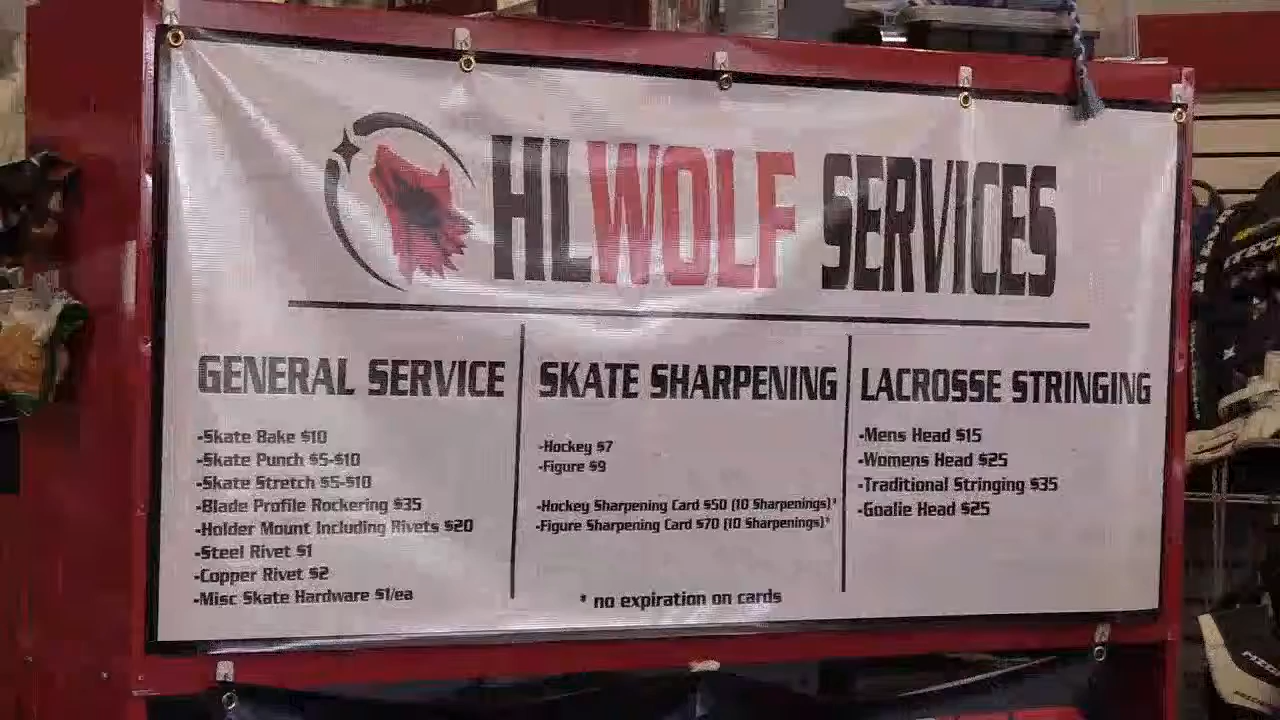 HLWOLF SERVICES
GENERAL SERVICE
-Skate Bake $10
-Skate Punch $5-$10
-Skate Stretch $5-$10
-Blade Profile Rockering $35
-Holder Mount Including Rivets $20
-Steel Rivet $1
-Copper Rivet $2
-Misc Skate Hardware $1/ea
SKATE SHARPENING
-Hockey $7
-Figure $9
-Hockey Sharpening Card $50 (10 Sharpenings)*
-Figure Sharpening Card $70 (10 Sharpenings)*
* no expiration on cards
LACROSSE STRINGING
-Mens Head $15
-Womens Head $25
-Traditional Stringing $35
-Goalie Head $25